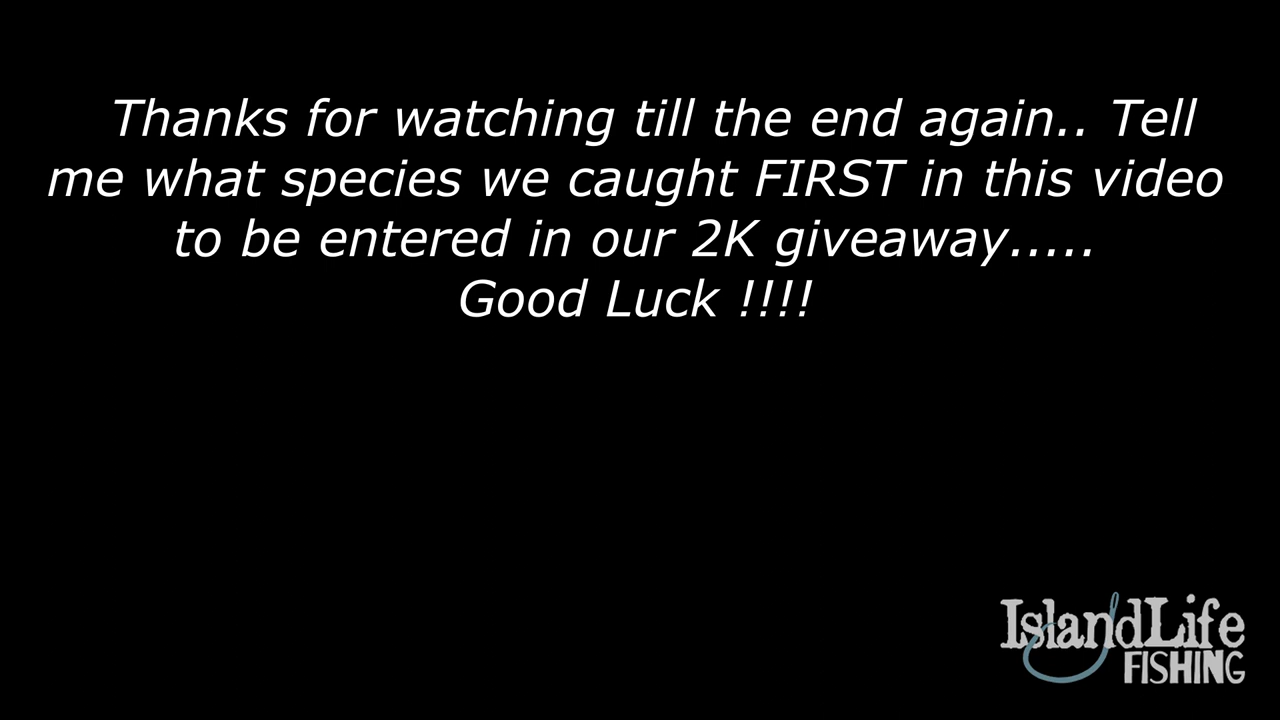 Thanks for watching till the end again.. Tell
me what species we caught FIRST in this video
to be entered in our 2K giveaway.....
Good Luck !!!!
IslandLife
FISHING